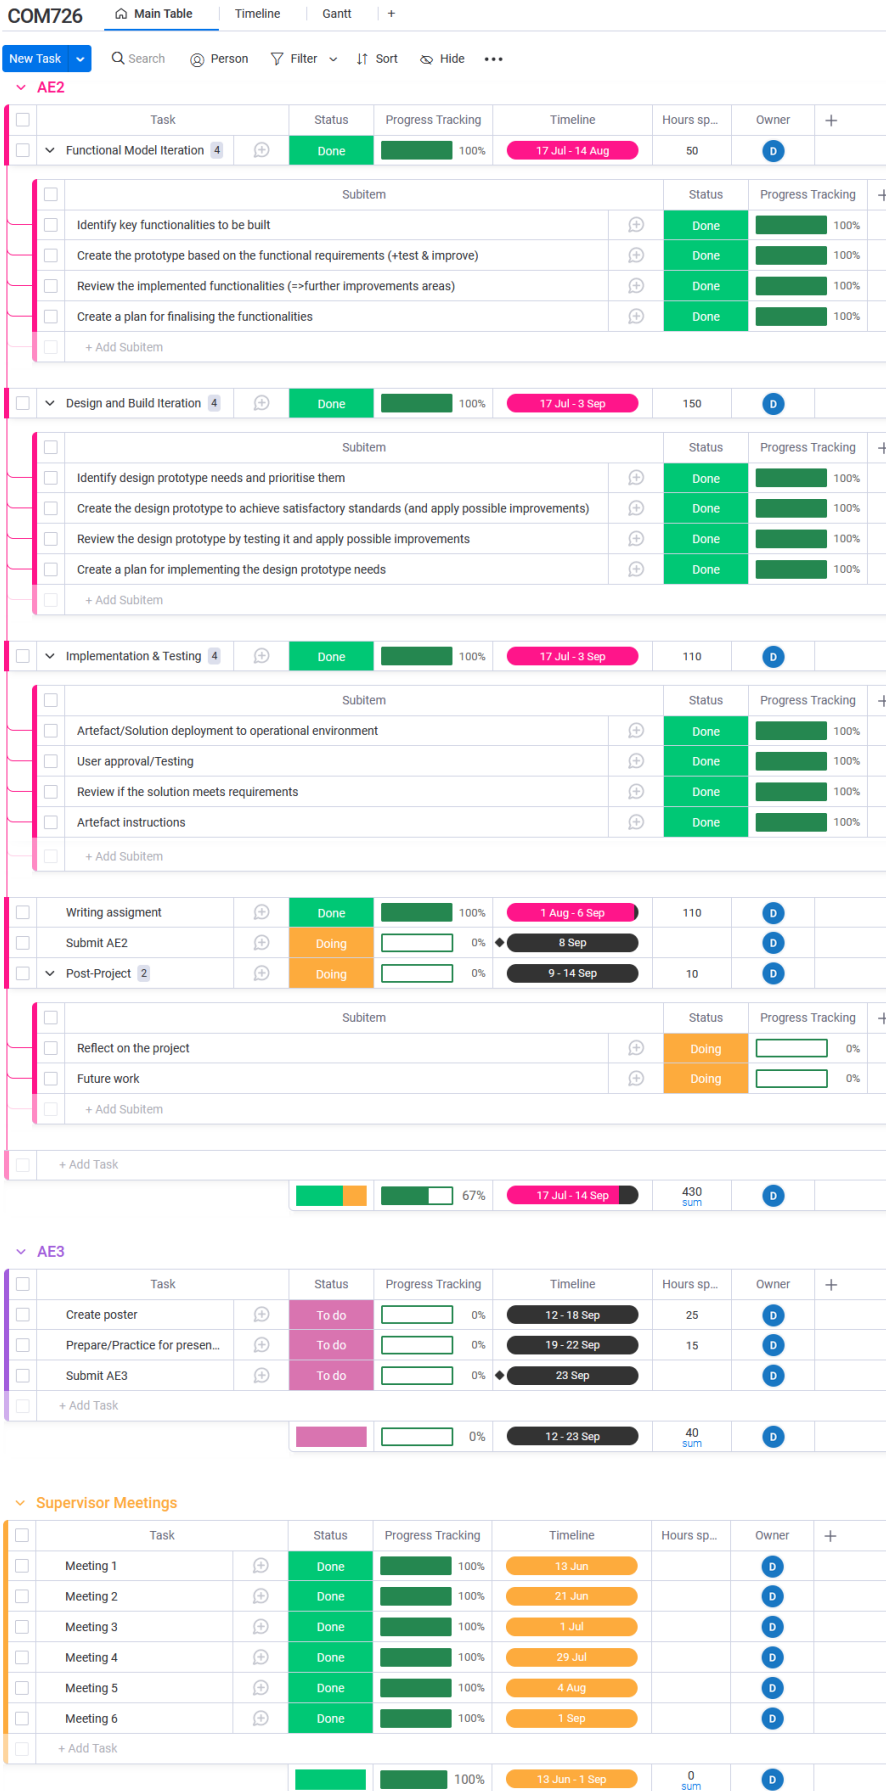 COM726 Main Table Timeline Gantt +
New Task Search Person Filter Sort Hide
AE2
Task Status Progress Tracking Timeline Hours sp... Owner +
Functional Model Iteration 4 Done 100% 17 Jul - 14 Aug 50 D
Subitem Status Progress Tracking +
Identify key functionalities to be built Done 100%
Create the prototype based on the functional requirements (+test & improve) Done 100%
Review the implemented functionalities (=>further improvements areas) Done 100%
Create a plan for finalising the functionalities Done 100%
+ Add Subitem
Design and Build Iteration 4 Done 100% 17 Jul - 3 Sep 150 D
Subitem Status Progress Tracking +
Identify design prototype needs and prioritise them Done 100%
Create the design prototype to achieve satisfactory standards (and apply possible improvements) Done 100%
Review the design prototype by testing it and apply possible improvements Done 100%
Create a plan for implementing the design prototype needs Done 100%
+ Add Subitem
Implementation & Testing 4 Done 100% 17 Jul - 3 Sep 110 D
Subitem Status Progress Tracking +
Artefact/Solution deployment to operational environment Done 100%
User approval/Testing Done 100%
Review if the solution meets requirements Done 100%
Artefact instructions Done 100%
+ Add Subitem
Writing assigment Done 100% 1 Aug - 6 Sep 110 D
Submit AE2 Doing 0% 8 Sep D
Post-Project 2 Doing 0% 9 - 14 Sep 10 D
Subitem Status Progress Tracking +
Reflect on the project Doing 0%
Future work Doing 0%
+ Add Subitem
+ Add Task
67% 17 Jul - 14 Sep 430 D
sum
AE3
Task Status Progress Tracking Timeline Hours sp... Owner +
Create poster To do 0% 12 - 18 Sep 25 D
Prepare/Practice for presen... To do 0% 19 - 22 Sep 15 D
Submit AE3 To do 0% 23 Sep D
+ Add Task
0% 12 - 23 Sep 40 D
sum
Supervisor Meetings
Task Status Progress Tracking Timeline Hours sp... Owner +
Meeting 1 Done 100% 13 Jun D
Meeting 2 Done 100% 21 Jun D
Meeting 3 Done 100% 1 Jul D
Meeting 4 Done 100% 29 Jul D
Meeting 5 Done 100% 4 Aug D
Meeting 6 Done 100% 1 Sep D
+ Add Task
100% 13 Jun - 1 Sep 0 D
sum